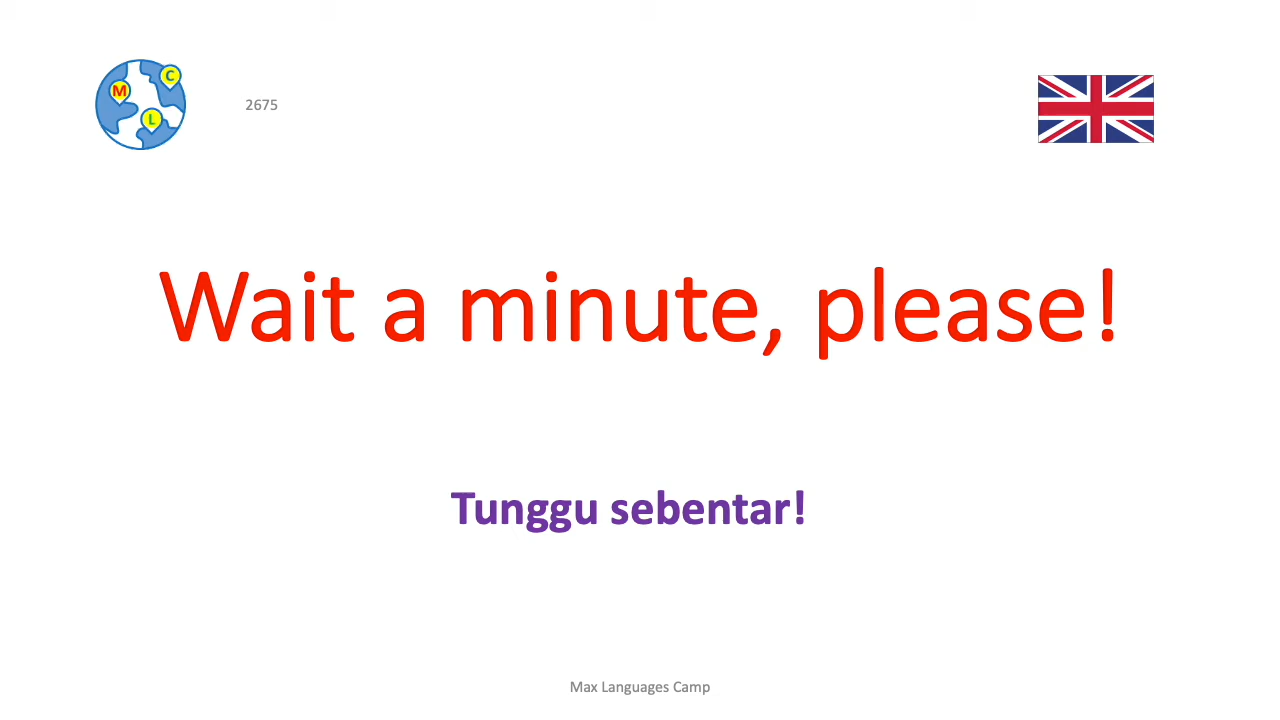 M
C
L
2675
Wait a minute, please!
Tunggu sebentar!
Max Languages Camp